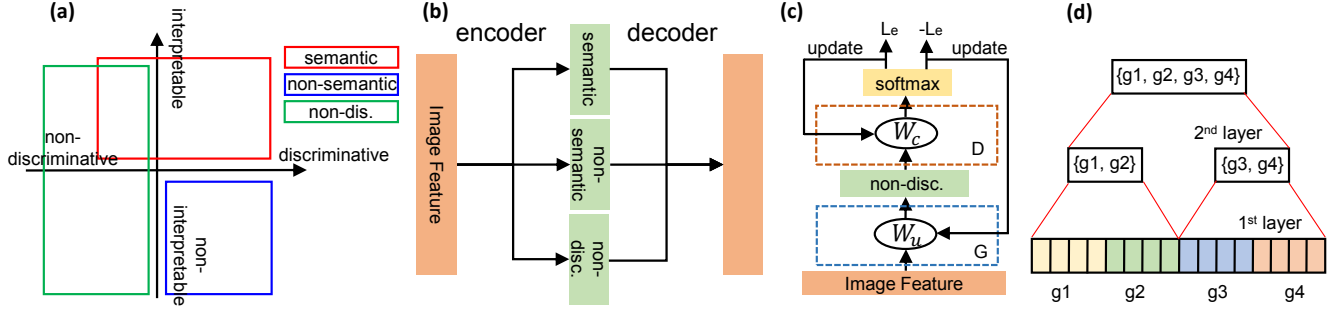 (a)
interpretable
semantic
non-semantic
non-dis.
non-
discriminative
discriminative
non-
interpretable
(b)
encoder
decoder
Image Feature
semantic
non-
semantic
non-
disc.
(c)
Le
-Le
update
update
softmax
Wc
D
non-disc.
Wu
G
Image Feature
(d)
{g1, g2, g3, g4}
2nd layer
{g1, g2}
{g3, g4}
1st layer
g1
g2
g3
g4